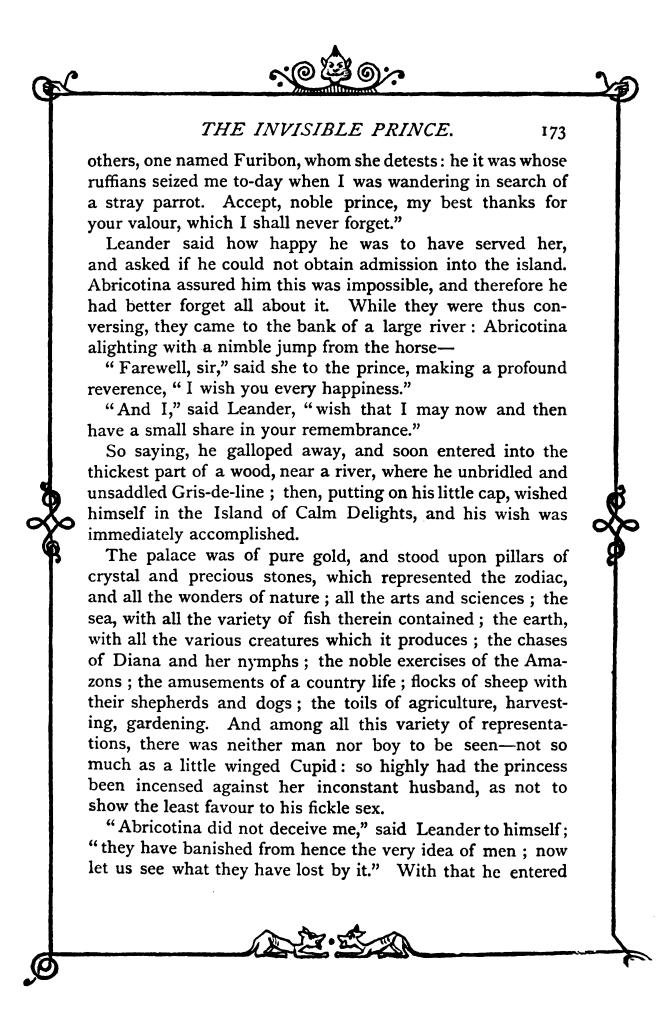 THE INVISIBLE PRINCE. 173
others, one named Furibon, whom she detests: he it was whose
ruffians seized me to-day when I was wandering in search of
a stray parrot. Accept, noble prince, my best thanks for
your valour, which I shall never forget.”
Leander said how happy he was to have served her,
and asked if he could not obtain admission into the island.
Abricotina assured him this was impossible, and therefore he
had better forget all about it. While they were thus con-
versing, they came to the bank of a large river : Abricotina
alighting with a nimble jump from the horse—
“ Farewell, sir,” said she to the prince, making a profound
reverence, “ I wish you every happiness.”
“And I,” said Leander, “wish that I may now and then
have a small share in your remembrance.”
So saying, he galloped away, and soon entered into the
thickest part of a wood, near a river, where he unbridled and
unsaddled Gris-de-line ; then, putting on his little cap, wished
himself in the Island of Calm Delights, and his wish was
immediately accomplished.
The palace was of pure gold, and stood upon pillars of
crystal and precious stones, which represented the zodiac,
and all the wonders of nature ; all the arts and sciences ; the
sea, with all the variety of fish therein contained ; the earth,
with all the various creatures which it produces ; the chases
of Diana and her nymphs ; the noble exercises of the Ama-
zons ; the amusements of a country life ; flocks of sheep with
their shepherds and dogs ; the toils of agriculture, harvest-
ing, gardening. And among all this variety of representa-
tions, there was neither man nor boy to be seen—not so
much as a little winged Cupid : so highly had the princess
been incensed against her inconstant husband, as not to
show the least favour to his fickle sex.
“Abricotina did not deceive me,” said Leander to himself;
“they have banished from hence the very idea of men ; now
let us see what they have lost by it.” With that he entered